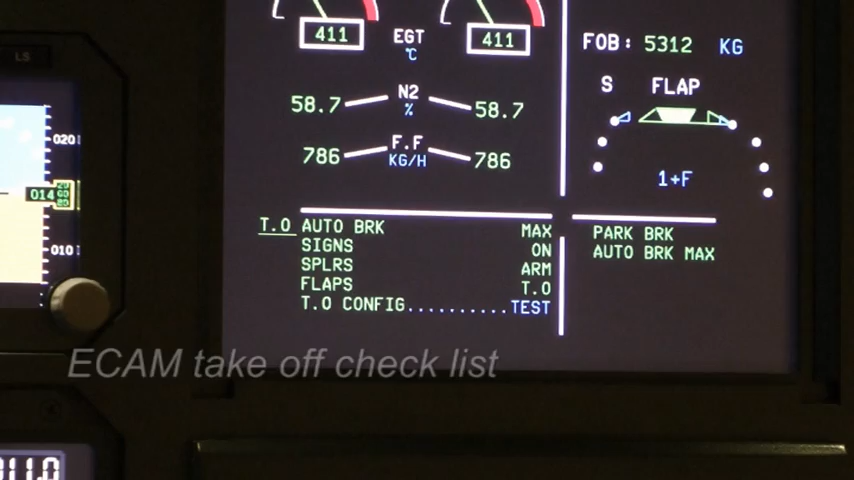 LS
411
EGT
°C
411
FOB: 5312 KG
58.7
N2
%
58.7
S FLAP
786
F.F
KG/H
786
1+F
020
014
010
T.O AUTO BRK MAX
SIGNS ON
SPLRS ARM
FLAPS T.O
T.O CONFIG..........TEST
PARK BRK
AUTO BRK MAX
ECAM take off check list